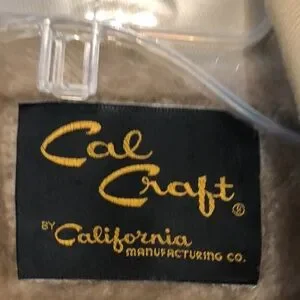 Cal
Craft ®
BY California
MANUFACTURING CO.